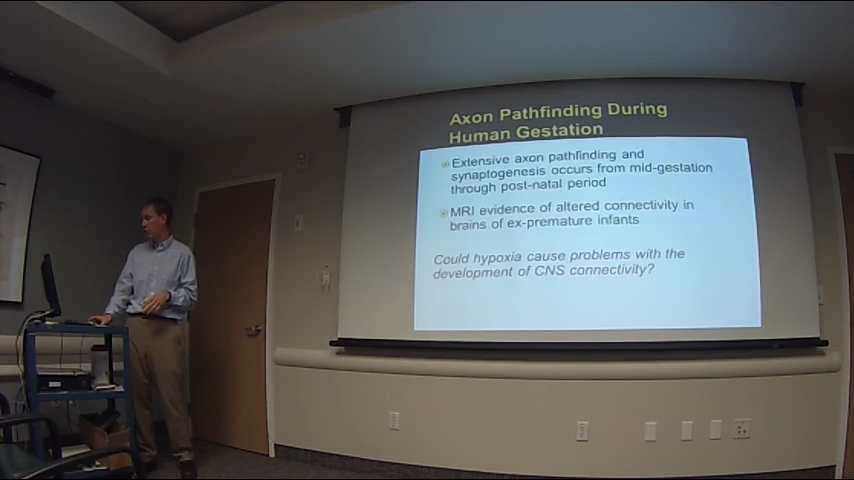 Axon Pathfinding During
Human Gestation
Extensive axon pathfinding and
synaptogenesis occurs from mid-gestation
through post-natal period
MRI evidence of altered connectivity in
brains of ex-premature infants
Could hypoxia cause problems with the
development of CNS connectivity?